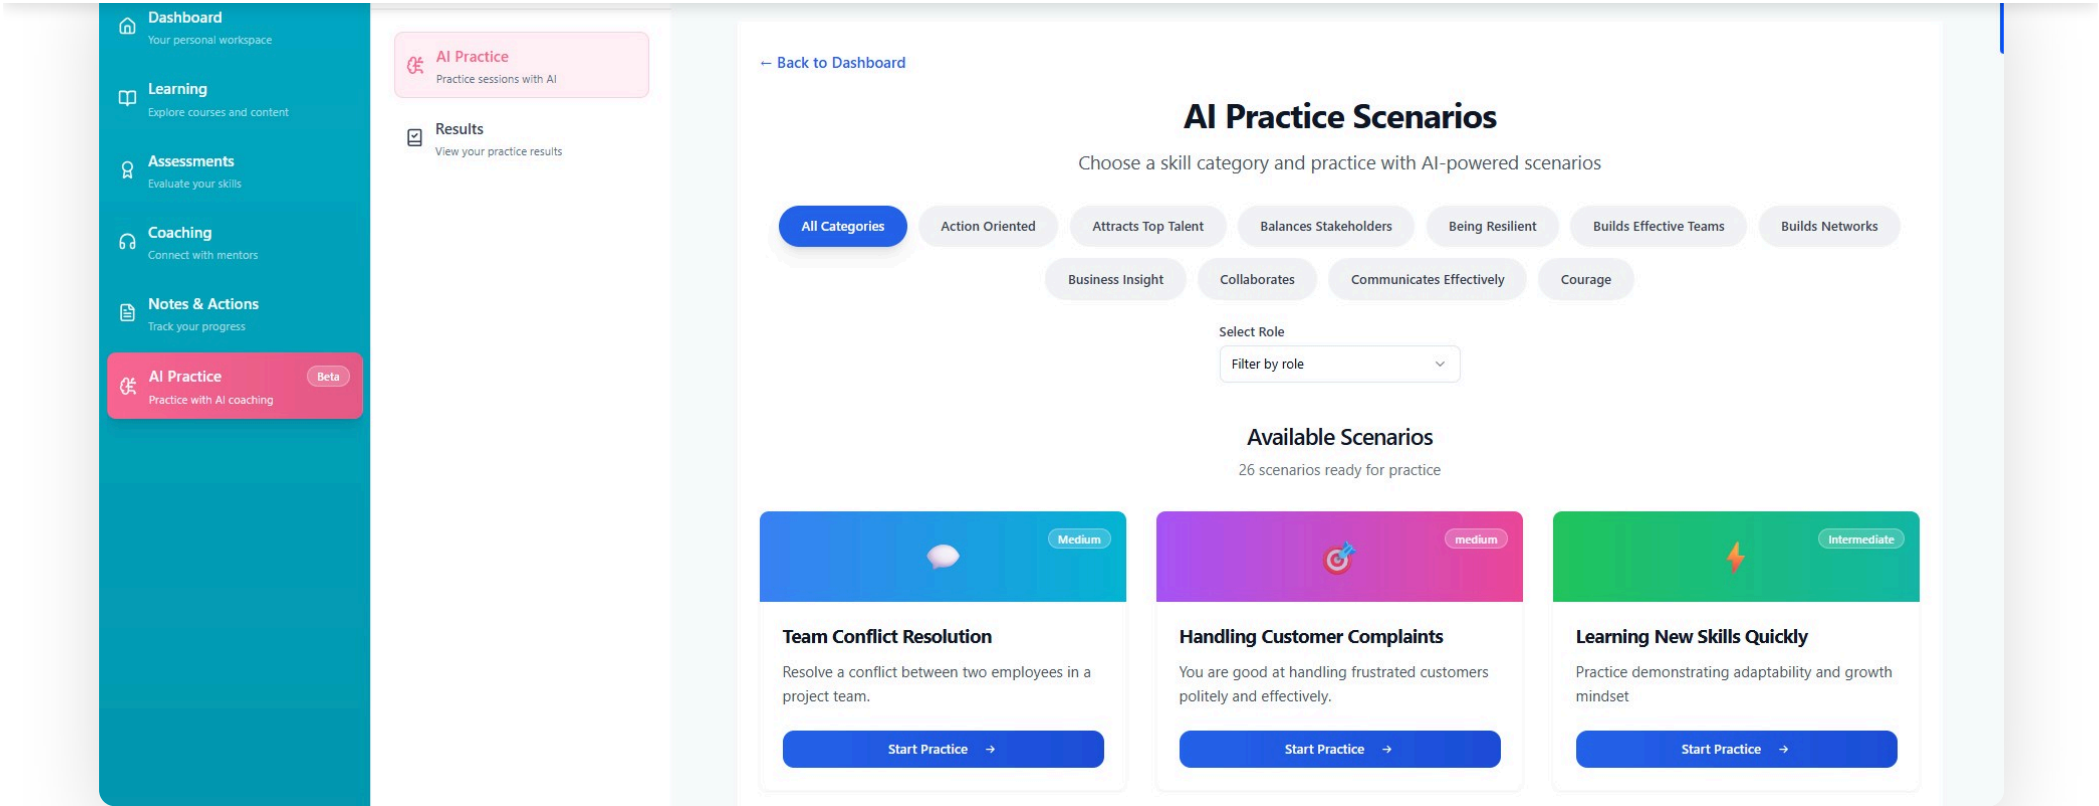 Dashboard
Your personal workspace
Learning
Explore courses and content
Assessments
Evaluate your skills
Coaching
Connect with mentors
Notes & Actions
Track your progress
AI Practice
Beta
Practice with AI coaching
AI Practice
Practice sessions with AI
Results
View your practice results
← Back to Dashboard
AI Practice Scenarios
Choose a skill category and practice with AI-powered scenarios
All Categories
Action Oriented
Attracts Top Talent
Balances Stakeholders
Being Resilient
Builds Effective Teams
Builds Networks
Business Insight
Collaborates
Communicates Effectively
Courage
Select Role
Filter by role
Available Scenarios
26 scenarios ready for practice
Medium
Team Conflict Resolution
Resolve a conflict between two employees in a
project team.
Start Practice →
medium
Handling Customer Complaints
You are good at handling frustrated customers
politely and effectively.
Start Practice →
Intermediate
Learning New Skills Quickly
Practice demonstrating adaptability and growth
mindset
Start Practice →